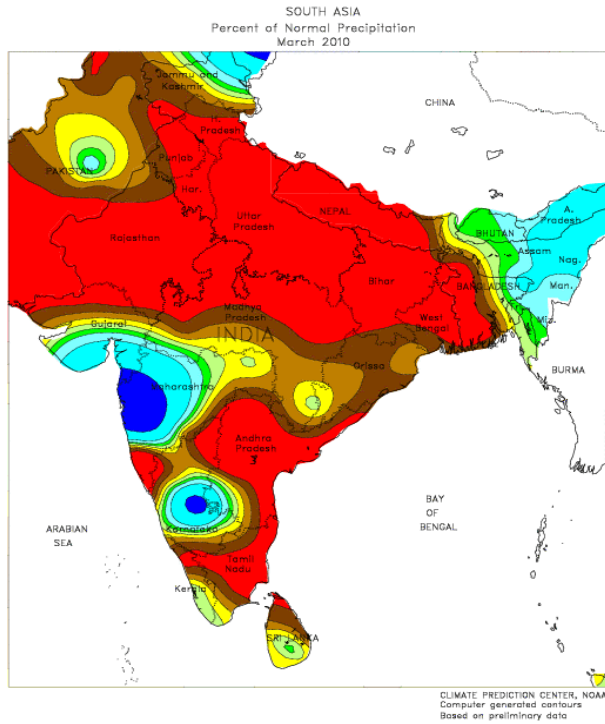 SOUTH ASIA
Percent of Normal Precipitation
March 2010
Jammu and
Kashmir
CHINA
H.
Pradesh
Punjab
PAKISTAN
Har.
Uttar
Pradesh
NEPAL
A.
Pradesh
BHUTAN
Assam
Rajasthan
Nag.
Bihar
BANGLADESH
Man.
Madhya
Pradesh
West
Bengal
Miz.
Gujarat
INDIA
Orissa
BURMA
Maharashtra
Andhra
Pradesh
ARABIAN
SEA
Karnataka
BAY
OF
BENGAL
Tamil
Nadu
Kerala
SRI LANKA
CLIMATE PREDICTION CENTER, NOAA
Computer generated contours
Based on preliminary data